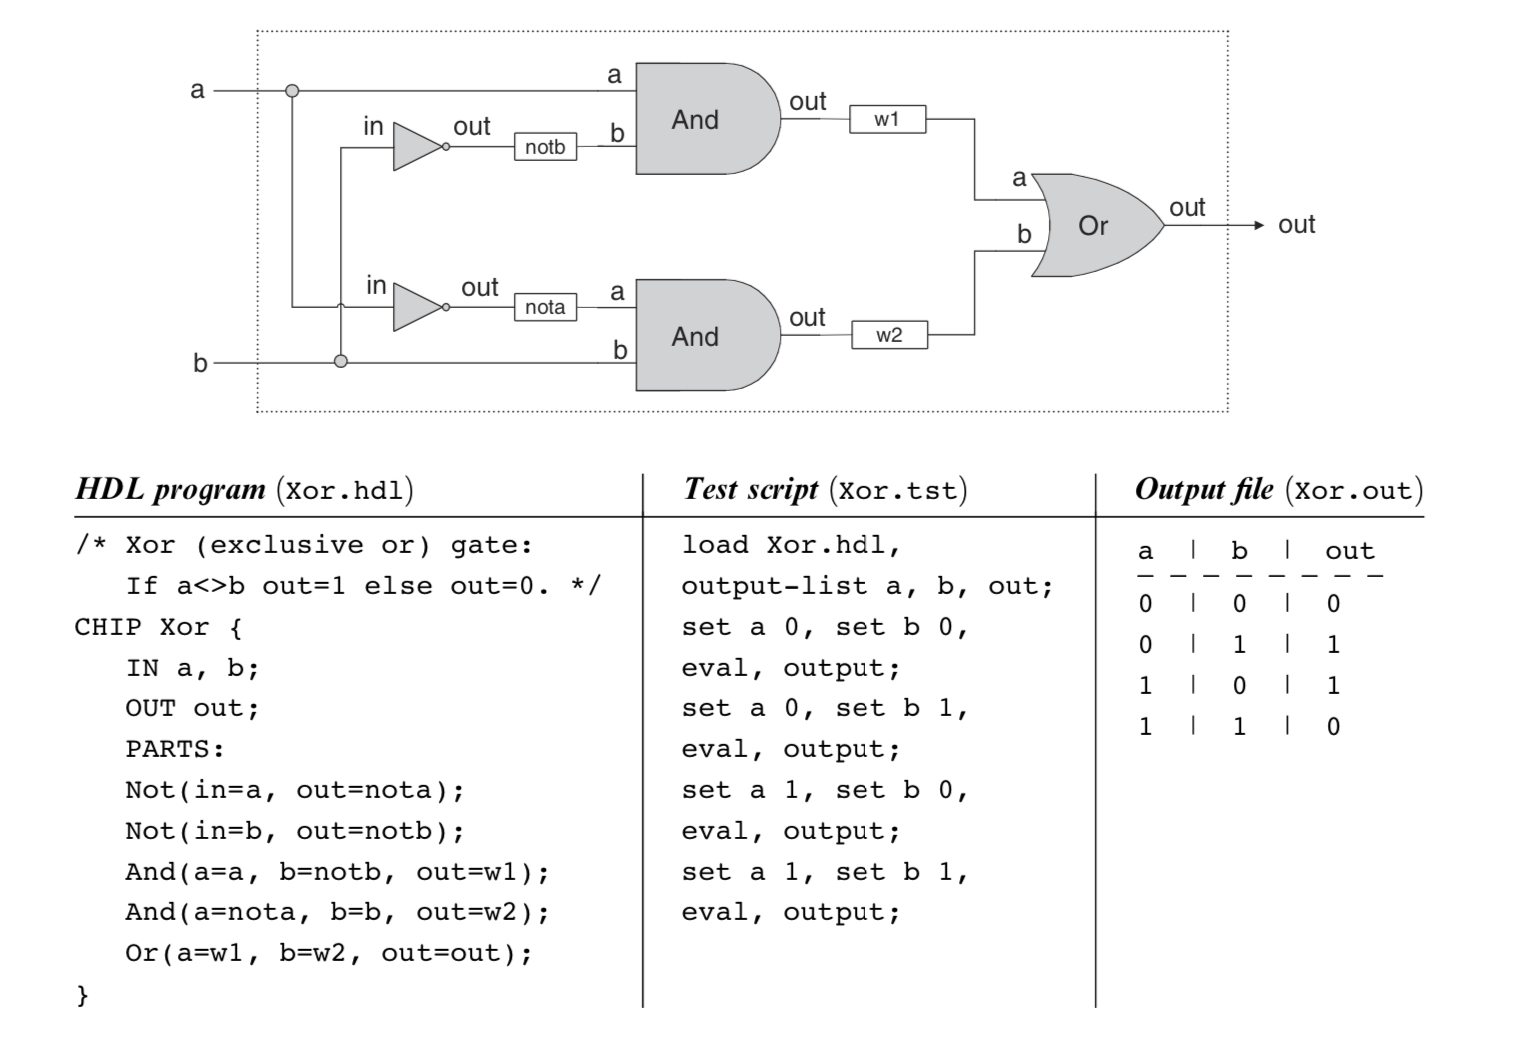 a
a
in
out
notb
b
And
out
w1
a
b
Or
out
out
in
out
nota
a
b
And
out
w2
b
HDL program (Xor.hdl)
/* Xor (exclusive or) gate:
If a<>b out=1 else out=0. */
CHIP Xor {
IN a, b;
OUT out;
PARTS:
Not(in=a, out=nota);
Not(in=b, out=notb);
And(a=a, b=notb, out=w1);
And(a=nota, b=b, out=w2);
Or(a=w1, b=w2, out=out);
}
Test script (Xor.tst)
load Xor.hdl,
output-list a, b, out;
set a 0, set b 0,
eval, output;
set a 0, set b 1,
eval, output;
set a 1, set b 0,
eval, output;
set a 1, set b 1,
eval, output;
Output file (Xor.out)
a | b | out
- - - - - - - -
0 | 0 | 0
0 | 1 | 1
1 | 0 | 1
1 | 1 | 0